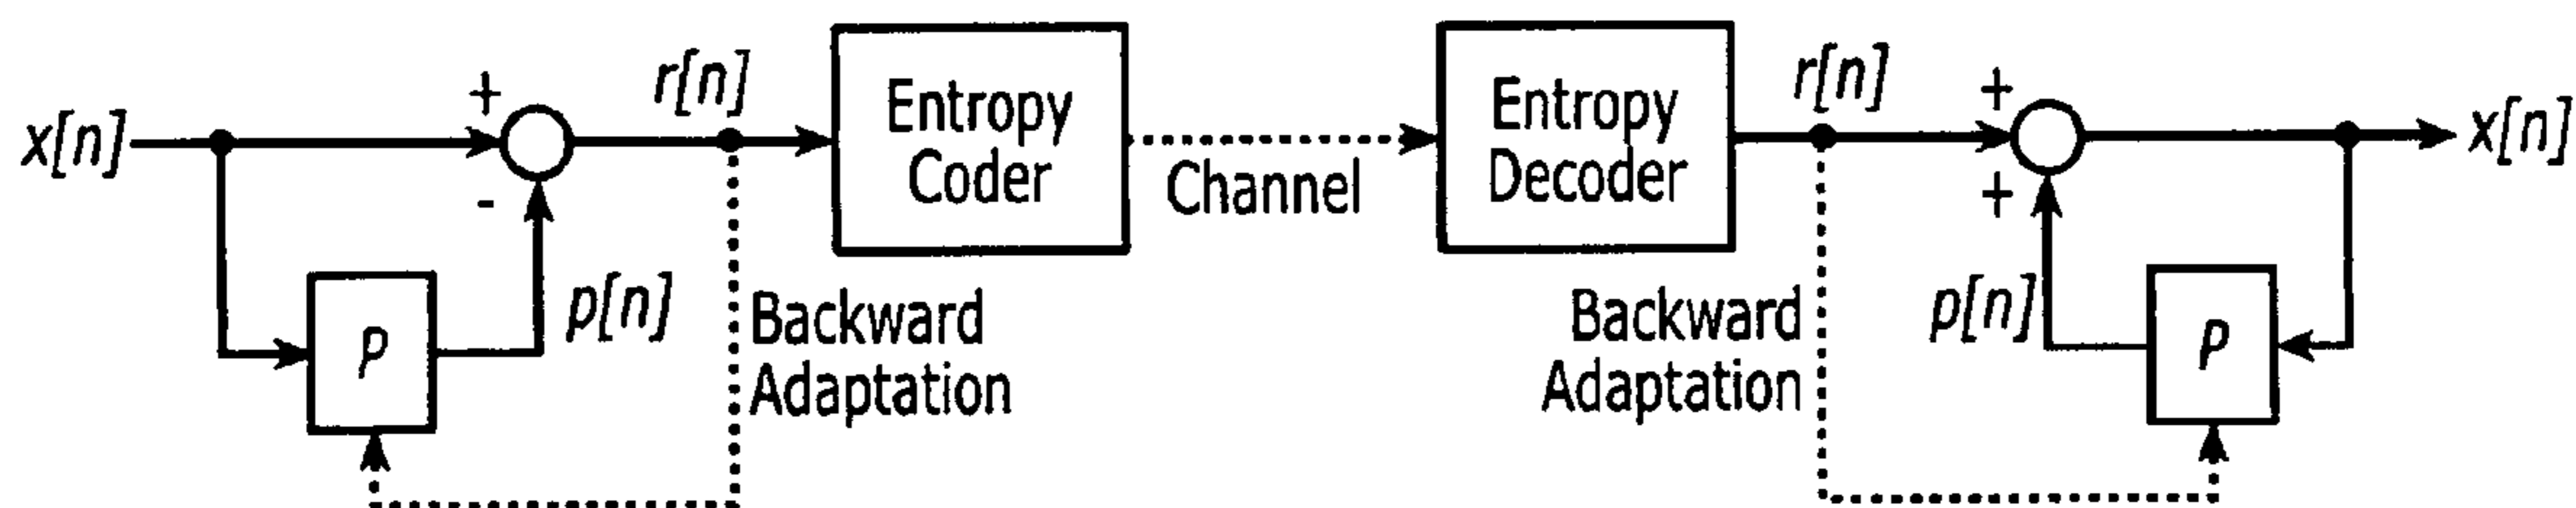 x[n]
+
-
r[n]
P
p[n]
Backward
Adaptation
Entropy
Coder
Channel
Entropy
Decoder
r[n]
Backward
Adaptation
+
+
p[n]
P
x[n]